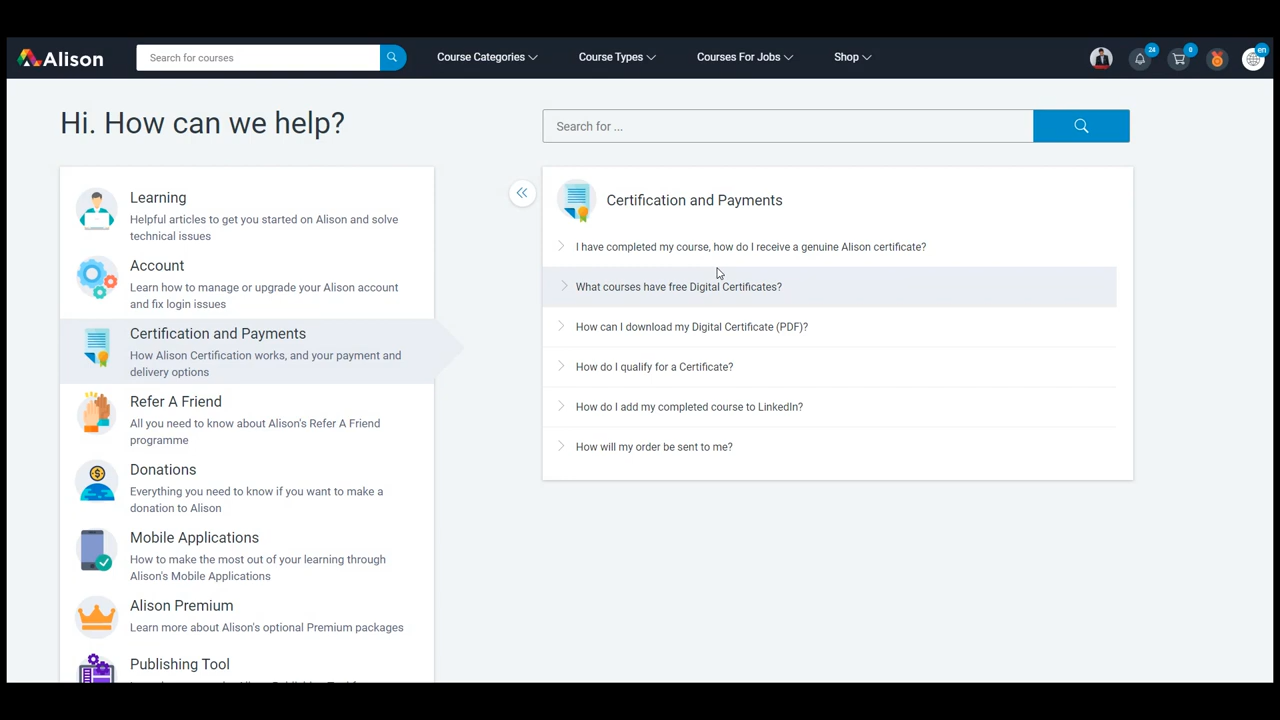 Alison
Search for courses
Course Categories
Course Types
Courses For Jobs
Shop
24
0
en
Hi. How can we help?
Search for ...
Learning
Helpful articles to get you started on Alison and solve
technical issues
Account
Learn how to manage or upgrade your Alison account
and fix login issues
Certification and Payments
How Alison Certification works, and your payment and
delivery options
Refer A Friend
All you need to know about Alison's Refer A Friend
programme
Donations
Everything you need to know if you want to make a
donation to Alison
Mobile Applications
How to make the most out of your learning through
Alison's Mobile Applications
Alison Premium
Learn more about Alison's optional Premium packages
Publishing Tool
Certification and Payments
I have completed my course, how do I receive a genuine Alison certificate?
What courses have free Digital Certificates?
How can I download my Digital Certificate (PDF)?
How do I qualify for a Certificate?
How do I add my completed course to LinkedIn?
How will my order be sent to me?